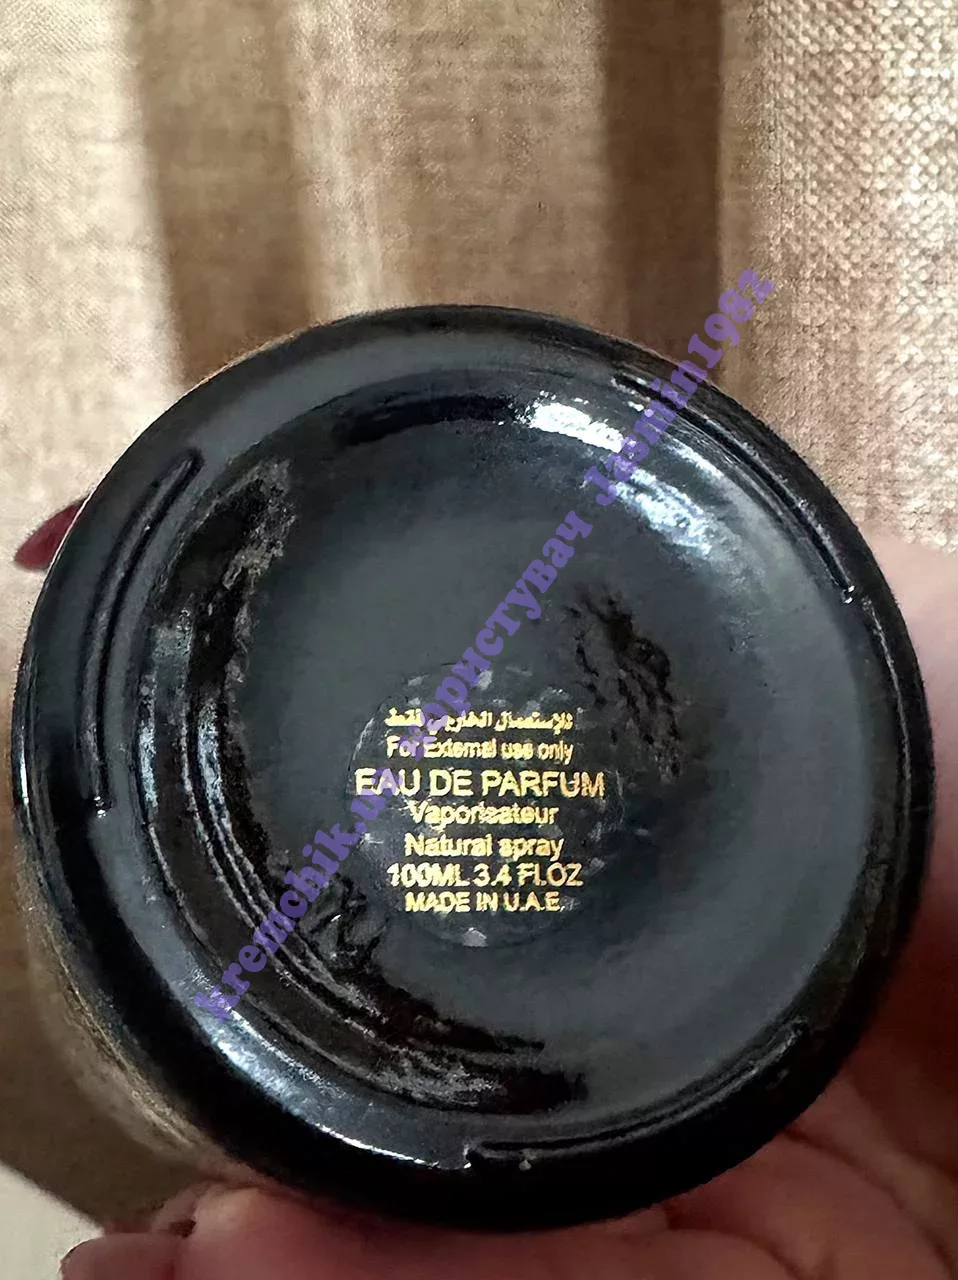 للإستعمال الخارجي فقط
For External use only
EAU DE PARFUM
Vaporisateur
Natural spray
100ML 3.4 Fl.OZ
MADE IN U.A.E.
kremchik.ua користувач Jasmin1987